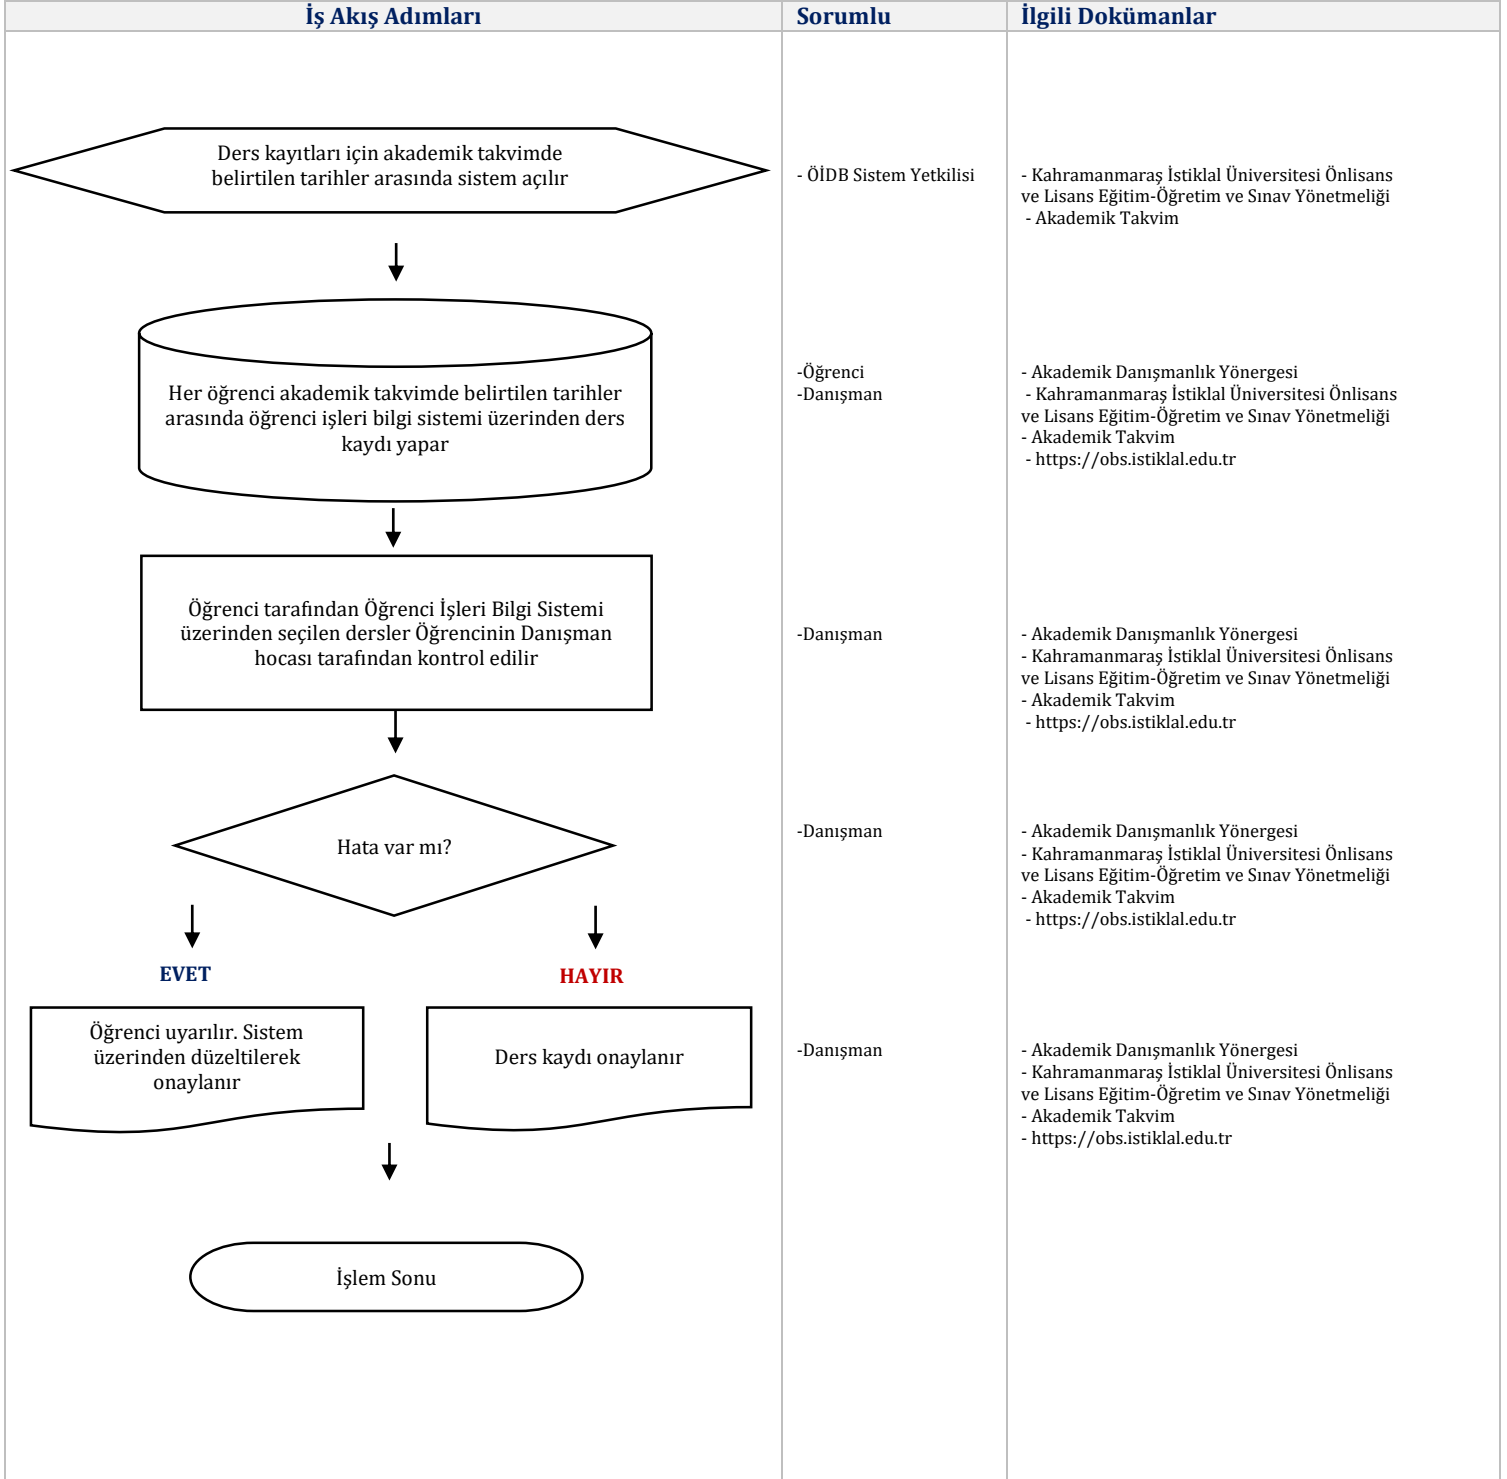 İş Akış Adımları
Sorumlu
İlgili Dokümanlar
Ders kayıtları için akademik takvimde
belirtilen tarihler arasında sistem açılır
- ÖİDB Sistem Yetkilisi
- Kahramanmaraş İstiklal Üniversitesi Önlisans
ve Lisans Eğitim-Öğretim ve Sınav Yönetmeliği
- Akademik Takvim
Her öğrenci akademik takvimde belirtilen tarihler
arasında öğrenci işleri bilgi sistemi üzerinden ders
kaydı yapar
-Öğrenci
-Danışman
- Akademik Danışmanlık Yönergesi
- Kahramanmaraş İstiklal Üniversitesi Önlisans
ve Lisans Eğitim-Öğretim ve Sınav Yönetmeliği
- Akademik Takvim
- https://obs.istiklal.edu.tr
Öğrenci tarafından Öğrenci İşleri Bilgi Sistemi
üzerinden seçilen dersler Öğrencinin Danışman
hocası tarafından kontrol edilir
-Danışman
- Akademik Danışmanlık Yönergesi
- Kahramanmaraş İstiklal Üniversitesi Önlisans
ve Lisans Eğitim-Öğretim ve Sınav Yönetmeliği
- Akademik Takvim
- https://obs.istiklal.edu.tr
Hata var mı?
-Danışman
- Akademik Danışmanlık Yönergesi
- Kahramanmaraş İstiklal Üniversitesi Önlisans
ve Lisans Eğitim-Öğretim ve Sınav Yönetmeliği
- Akademik Takvim
- https://obs.istiklal.edu.tr
EVET
HAYIR
Öğrenci uyarılır. Sistem
üzerinden düzeltilerek
onaylanır
Ders kaydı onaylanır
-Danışman
- Akademik Danışmanlık Yönergesi
- Kahramanmaraş İstiklal Üniversitesi Önlisans
ve Lisans Eğitim-Öğretim ve Sınav Yönetmeliği
- Akademik Takvim
- https://obs.istiklal.edu.tr
İşlem Sonu